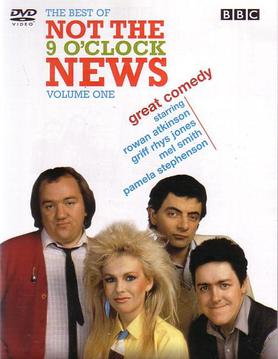 DVD
VIDEO
THE BEST OF
NOT THE
9 O'CLOCK
NEWS
VOLUME ONE
BBC
great comedy
starring
rowan atkinson
griff rhys jones
mel smith
pamela stephenson